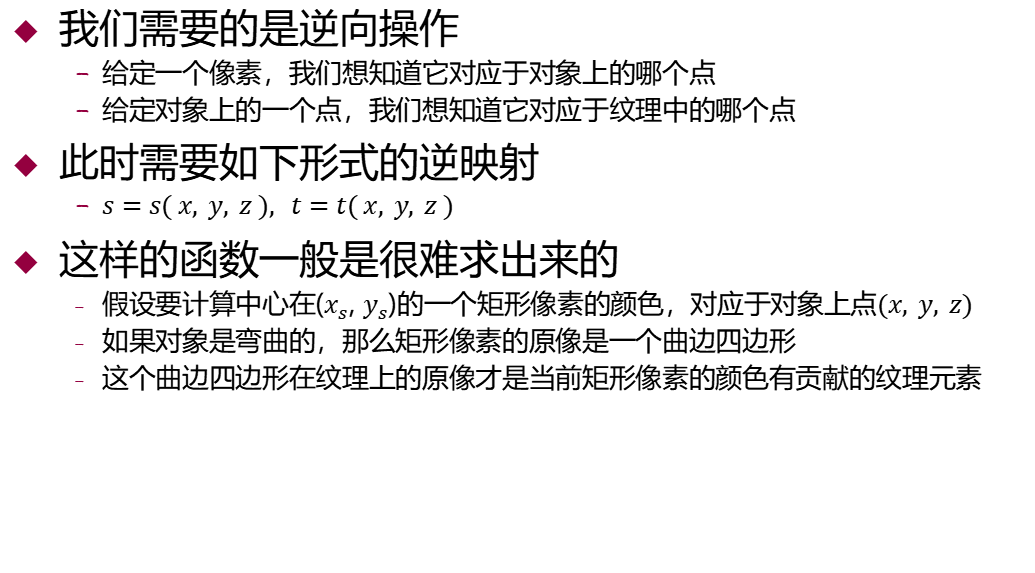 ◆ 我们需要的是逆向操作
– 给定一个像素，我们想知道它对应于对象上的哪个点
– 给定对象上的一个点，我们想知道它对应于纹理中的哪个点
◆ 此时需要如下形式的逆映射
– s = s( x, y, z ), t = t( x, y, z )
◆ 这样的函数一般是很难求出来的
– 假设要计算中心在(xₛ, yₛ)的一个矩形像素的颜色，对应于对象上点(x, y, z)
– 如果对象是弯曲的，那么矩形像素的原像是一个曲边四边形
– 这个曲边四边形在纹理上的原像才是当前矩形像素的颜色有贡献的纹理元素